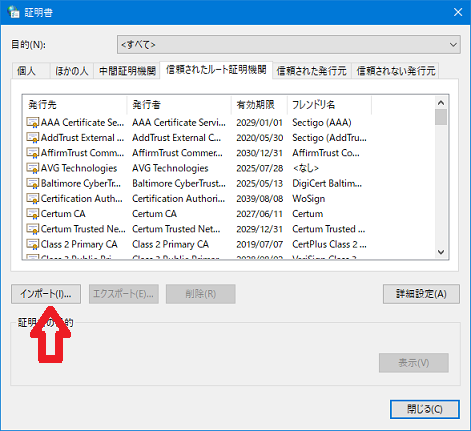 証明書
目的(N): <すべて>
個人 ほかの人 中間証明機関 信頼されたルート証明機関 信頼された発行元 信頼されない発行元
発行先 発行者 有効期限 フレンドリ名
AAA Certificate Se... AAA Certificate Servi... 2029/01/01 Sectigo (AAA)
AddTrust External ... AddTrust External C... 2020/05/30 Sectigo (AddTru...
AffirmTrust Comm... AffirmTrust Commer... 2030/12/31 AffirmTrust Co...
AVG Technologies AVG Technologies 2025/07/28 <なし>
Baltimore CyberTr... Baltimore CyberTrust... 2025/05/13 DigiCert Baltim...
Certification Auth... Certification Authori... 2039/08/08 WoSign
Certum CA Certum CA 2027/06/11 Certum
Certum Trusted Ne... Certum Trusted Net... 2029/12/31 Certum Trusted...
Class 2 Primary CA Class 2 Primary CA 2019/07/07 CertPlus Class 2 ...
インポート(I)... エクスポート(E)... 削除(R) 詳細設定(A)
証明書の目的
表示(V)
閉じる(C)